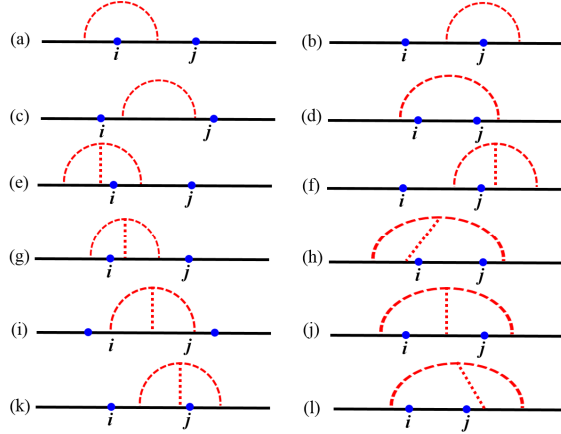 (a) i j (b) i j
(c) i j (d) i j
(e) i j (f) i j
(g) i j (h) i j
(i) i j (j) i j
(k) i j (l) i j